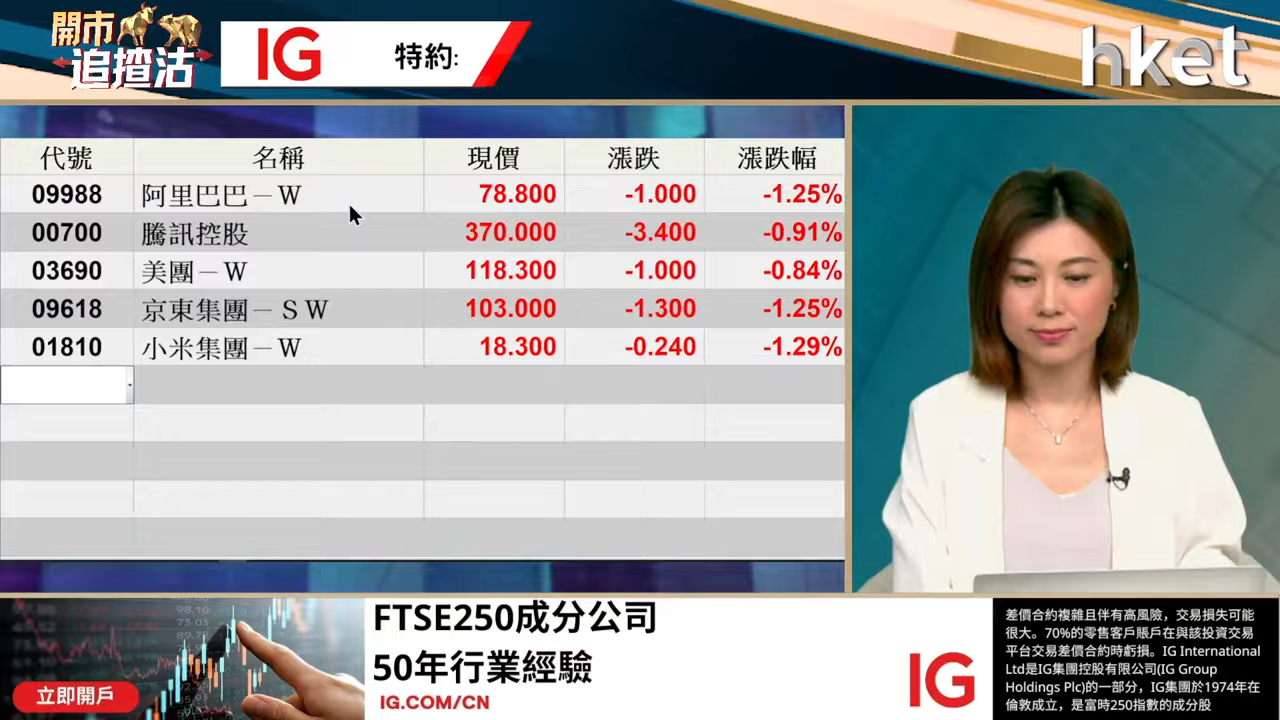 開市
追揸沽
IG
特約:
hket
代號 名稱 現價 漲跌 漲跌幅
09988 阿里巴巴－W 78.800 -1.000 -1.25%
00700 騰訊控股 370.000 -3.400 -0.91%
03690 美團－W 118.300 -1.000 -0.84%
09618 京東集團－ＳW 103.000 -1.300 -1.25%
01810 小米集團－W 18.300 -0.240 -1.29%
98.10
73.03
立即開戶
FTSE250成分公司
50年行業經驗
IG.COM/CN
IG
差價合約複雜且伴有高風險，交易損失可能
很大。70%的零售客戶賬戶在與該投資交易
平台交易差價合約時虧損。IG International
Ltd是IG集團控股有限公司(IG Group
Holdings Plc)的一部分，IG集團於1974年在
倫敦成立，是富時250指數的成分股